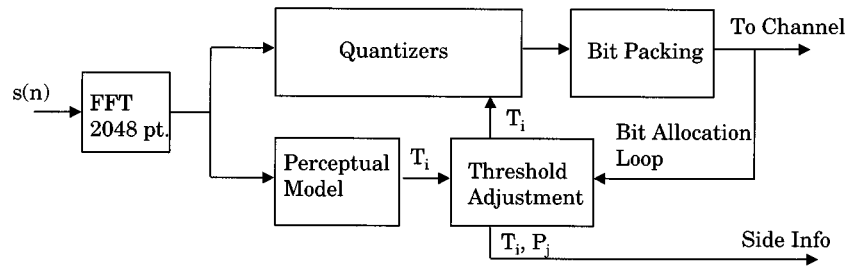 To Channel
Quantizers
Bit Packing
s(n)
FFT
2048 pt.
T_i
Bit Allocation
Loop
Perceptual
Model
T_i
Threshold
Adjustment
T_i, P_j
Side Info